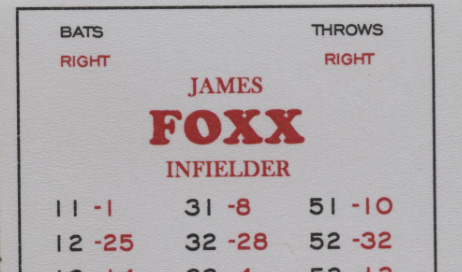 BATS THROWS
RIGHT RIGHT
JAMES
FOXX
INFIELDER
11 -1 31 -8 51 -10
12 -25 32 -28 52 -32